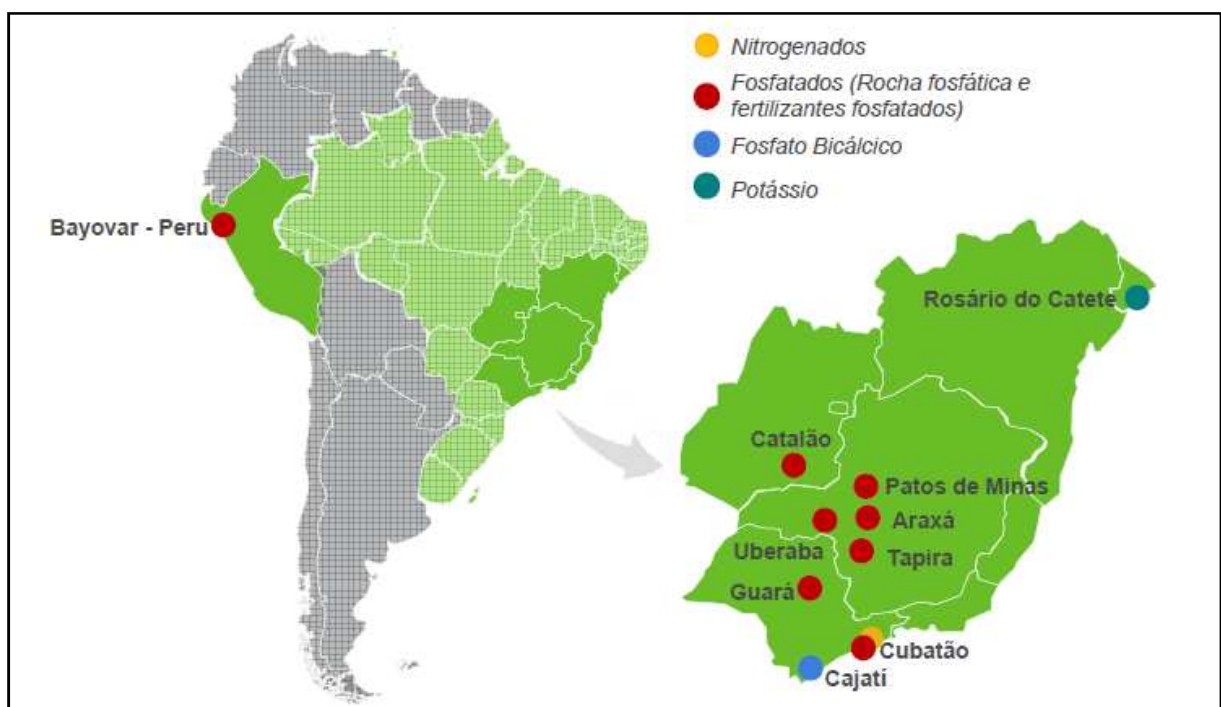 Nitrogenados
Fosfatados (Rocha fosfática e
fertilizantes fosfatados)
Fosfato Bicálcico
Potássio
Bayovar - Peru
Rosário do Catete
Catalão
Patos de Minas
Araxá
Uberaba
Tapira
Guará
Cubatão
Cajatí